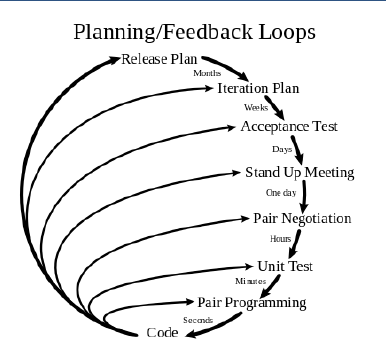 Planning/Feedback Loops
Release Plan
Months
Iteration Plan
Weeks
Acceptance Test
Days
Stand Up Meeting
One day
Pair Negotiation
Hours
Unit Test
Minutes
Pair Programming
Seconds
Code